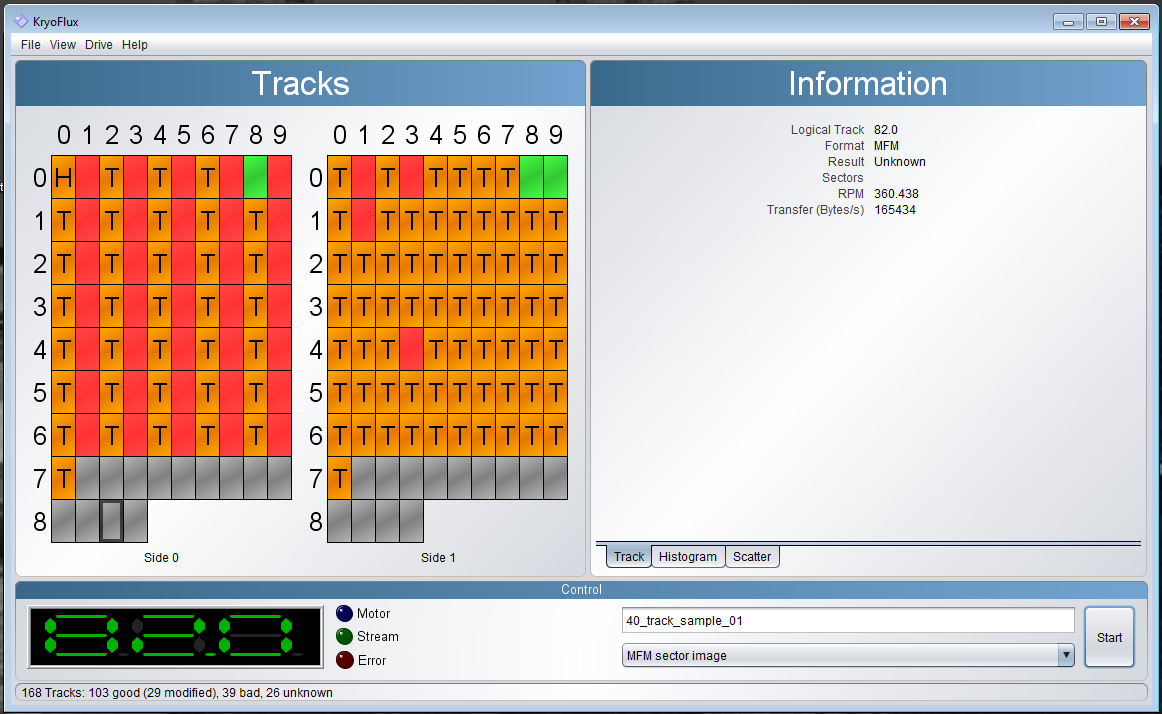 KryoFlux
File View Drive Help
Tracks
0 1 2 3 4 5 6 7 8 9 0 1 2 3 4 5 6 7 8 9
0 H T T T 0 T T T T T T
1 T T T T T 1 T T T T T T T T T
2 T T T T T 2 T T T T T T T T T T
3 T T T T T 3 T T T T T T T T T T
4 T T T T T 4 T T T T T T T T T
5 T T T T T 5 T T T T T T T T T T
6 T T T T T 6 T T T T T T T T T T
7 T 7 T
8 8
Side 0 Side 1
Information
Logical Track 82.0
Format MFM
Result Unknown
Sectors
RPM 360.438
Transfer (Bytes/s) 165434
Track Histogram Scatter
Control
82.0
Motor
Stream
Error
40_track_sample_01
MFM sector image
Start
168 Tracks: 103 good (29 modified), 39 bad, 26 unknown